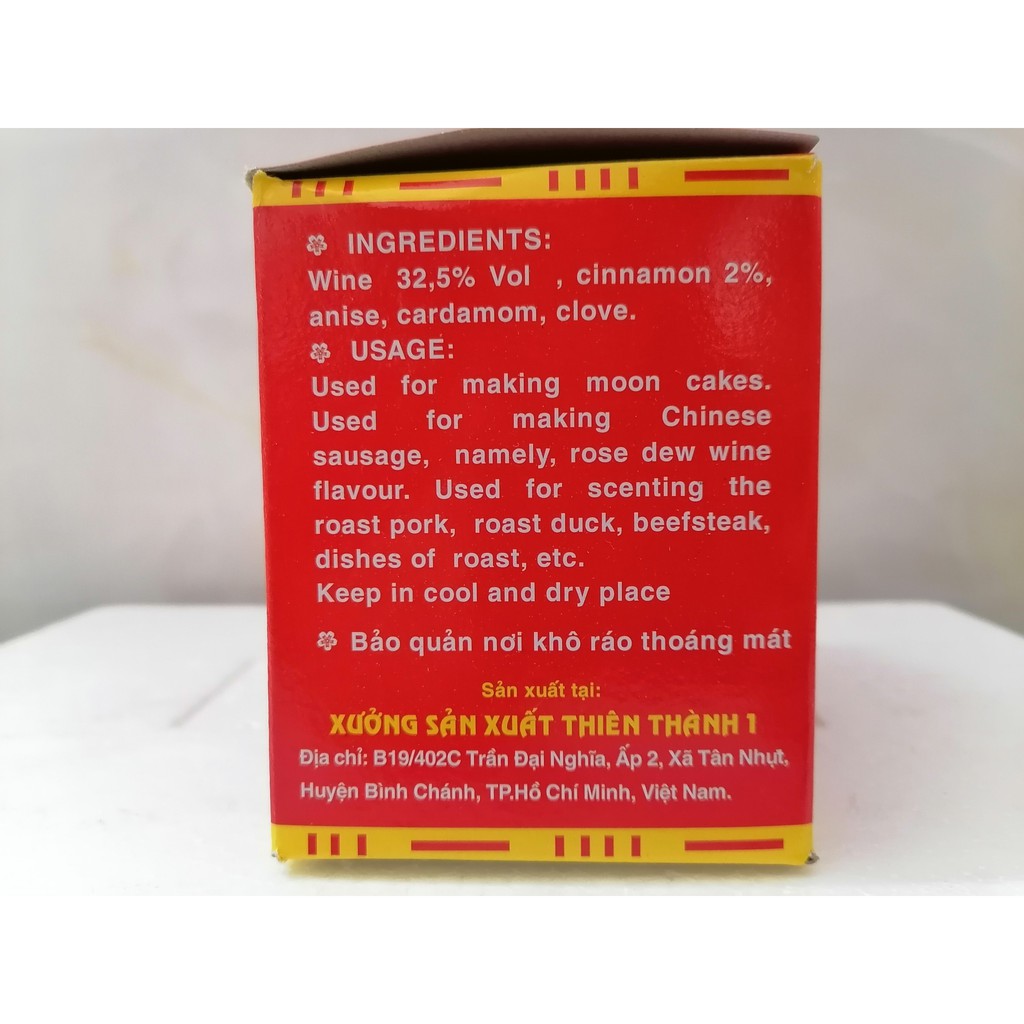 INGREDIENTS:
Wine 32,5% Vol , cinnamon 2%,
anise, cardamom, clove.
USAGE:
Used for making moon cakes.
Used for making Chinese
sausage, namely, rose dew wine
flavour. Used for scenting the
roast pork, roast duck, beefsteak,
dishes of roast, etc.
Keep in cool and dry place
Bảo quản nơi khô ráo thoáng mát
Sản xuất tại:
XƯỞNG SẢN XUẤT THIÊN THÀNH 1
Địa chỉ: B19/402C Trần Đại Nghĩa, Ấp 2, Xã Tân Nhựt,
Huyện Bình Chánh, TP.Hồ Chí Minh, Việt Nam.